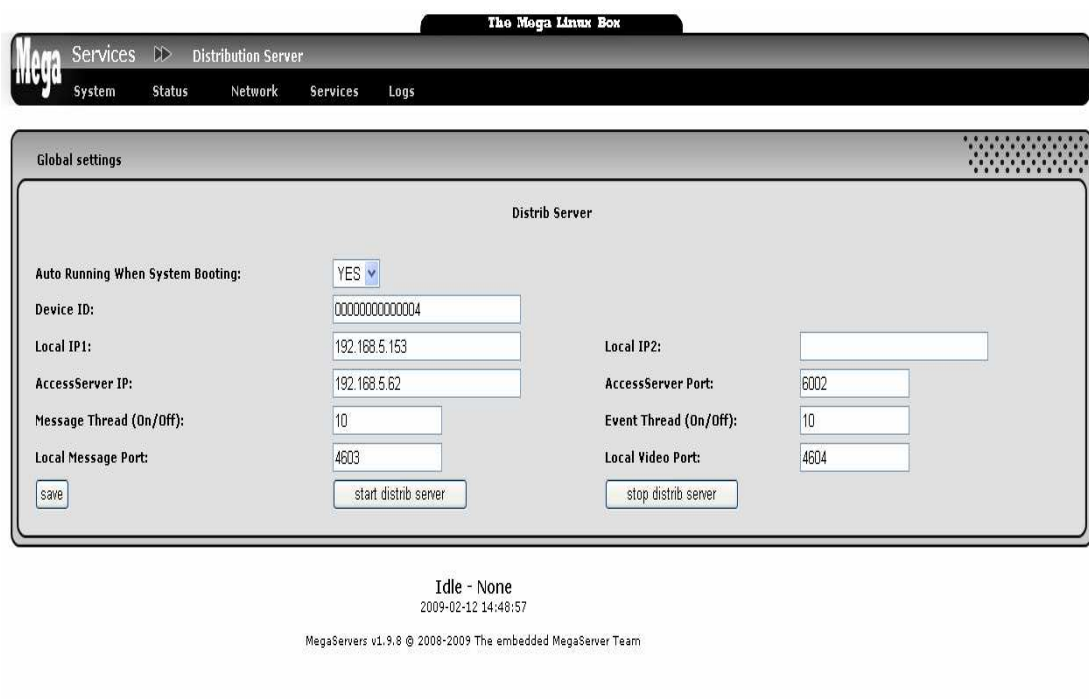 The Mega Linux Box
Mega
Services Distribution Server
System Status Network Services Logs
Global settings
Distrib Server
Auto Running When System Booting: YES
Device ID: 00000000000004
Local IP1: 192.168.5.153 Local IP2:
AccessServer IP: 192.168.5.62 AccessServer Port: 6002
Message Thread (On/Off): 10 Event Thread (On/Off): 10
Local Message Port: 4603 Local Video Port: 4604
save start distrib server stop distrib server
Idle - None
2009-02-12 14:48:57
MegaServers v1.9.8 @ 2008-2009 The embedded MegaServer Team